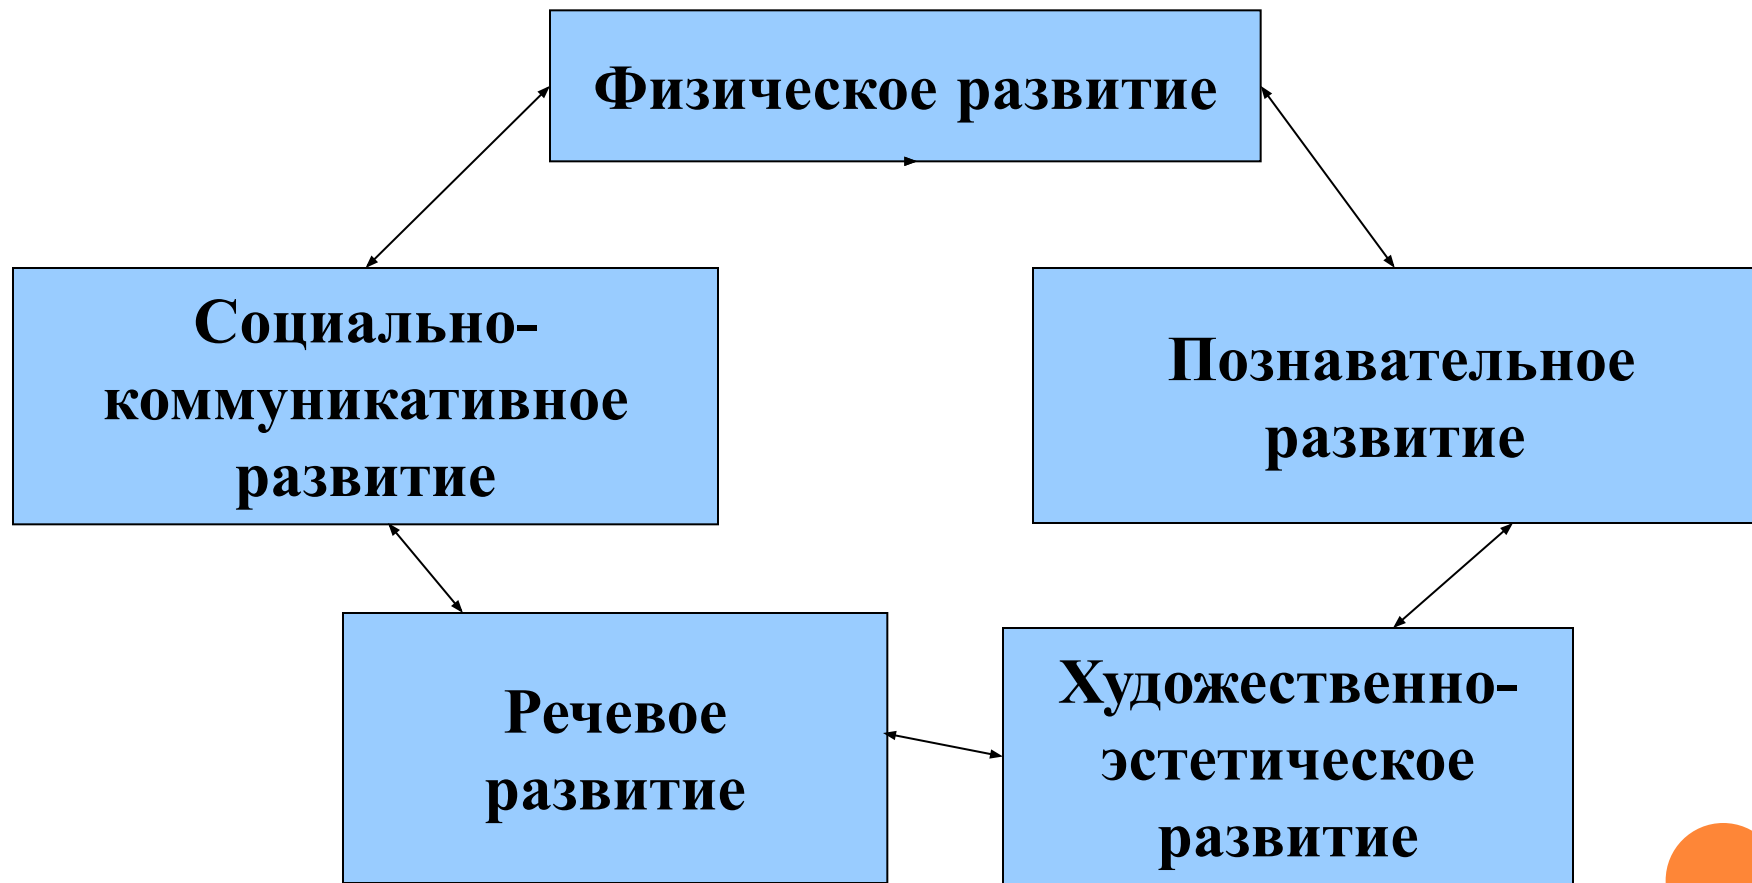 Физическое развитие
Социально-
коммуникативное
развитие
Познавательное
развитие
Речевое
развитие
Художественно-
эстетическое
развитие